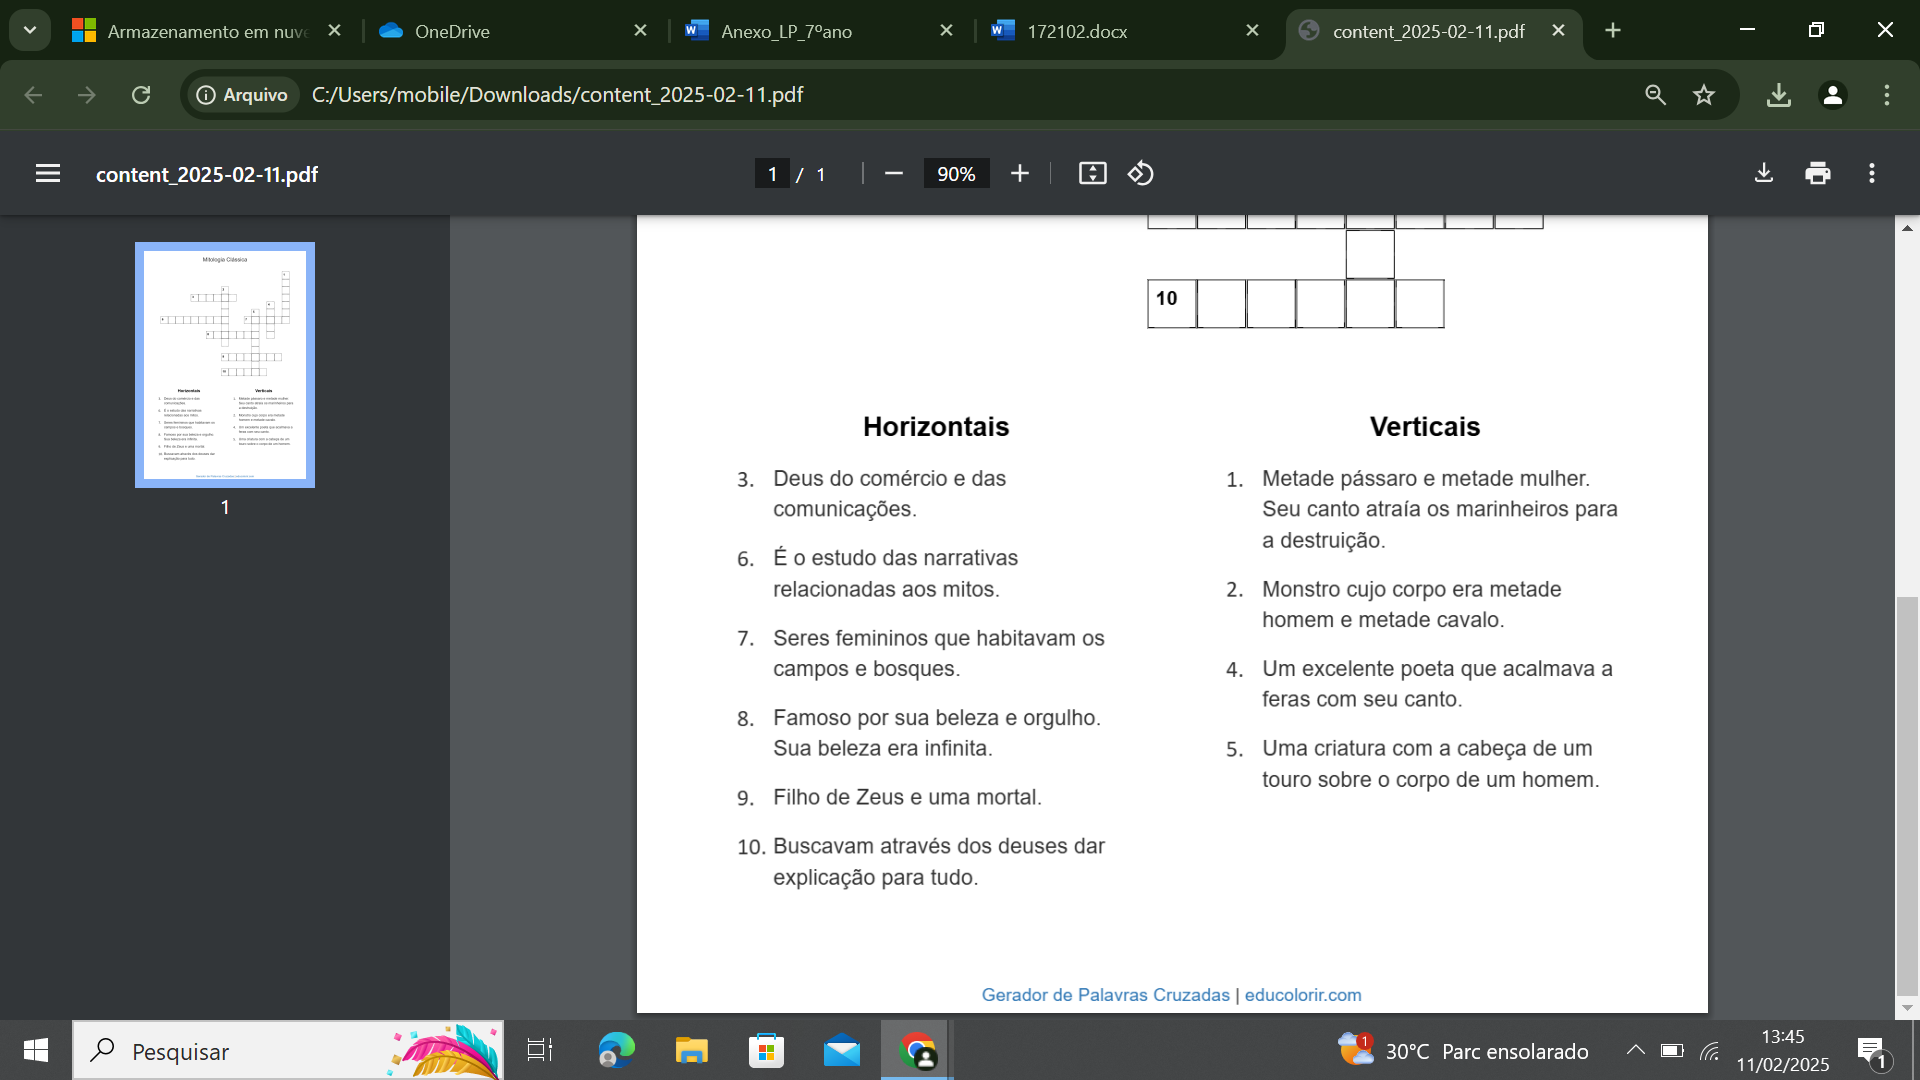 Armazenamento em nuve
OneDrive
Anexo_LP_7ºano
172102.docx
content_2025-02-11.pdf
Arquivo
C:/Users/mobile/Downloads/content_2025-02-11.pdf
content_2025-02-11.pdf
1 / 1
90%
Mitologia Clássica
1
10
Horizontais
3. Deus do comércio e das
comunicações.
6. É o estudo das narrativas
relacionadas aos mitos.
7. Seres femininos que habitavam os
campos e bosques.
8. Famoso por sua beleza e orgulho.
Sua beleza era infinita.
9. Filho de Zeus e uma mortal.
10. Buscavam através dos deuses dar
explicação para tudo.
Verticais
1. Metade pássaro e metade mulher.
Seu canto atraía os marinheiros para
a destruição.
2. Monstro cujo corpo era metade
homem e metade cavalo.
4. Um excelente poeta que acalmava a
feras com seu canto.
5. Uma criatura com a cabeça de um
touro sobre o corpo de um homem.
Gerador de Palavras Cruzadas | educolorir.com
Pesquisar
1
30°C Parc ensolarado
13:45
11/02/2025
1